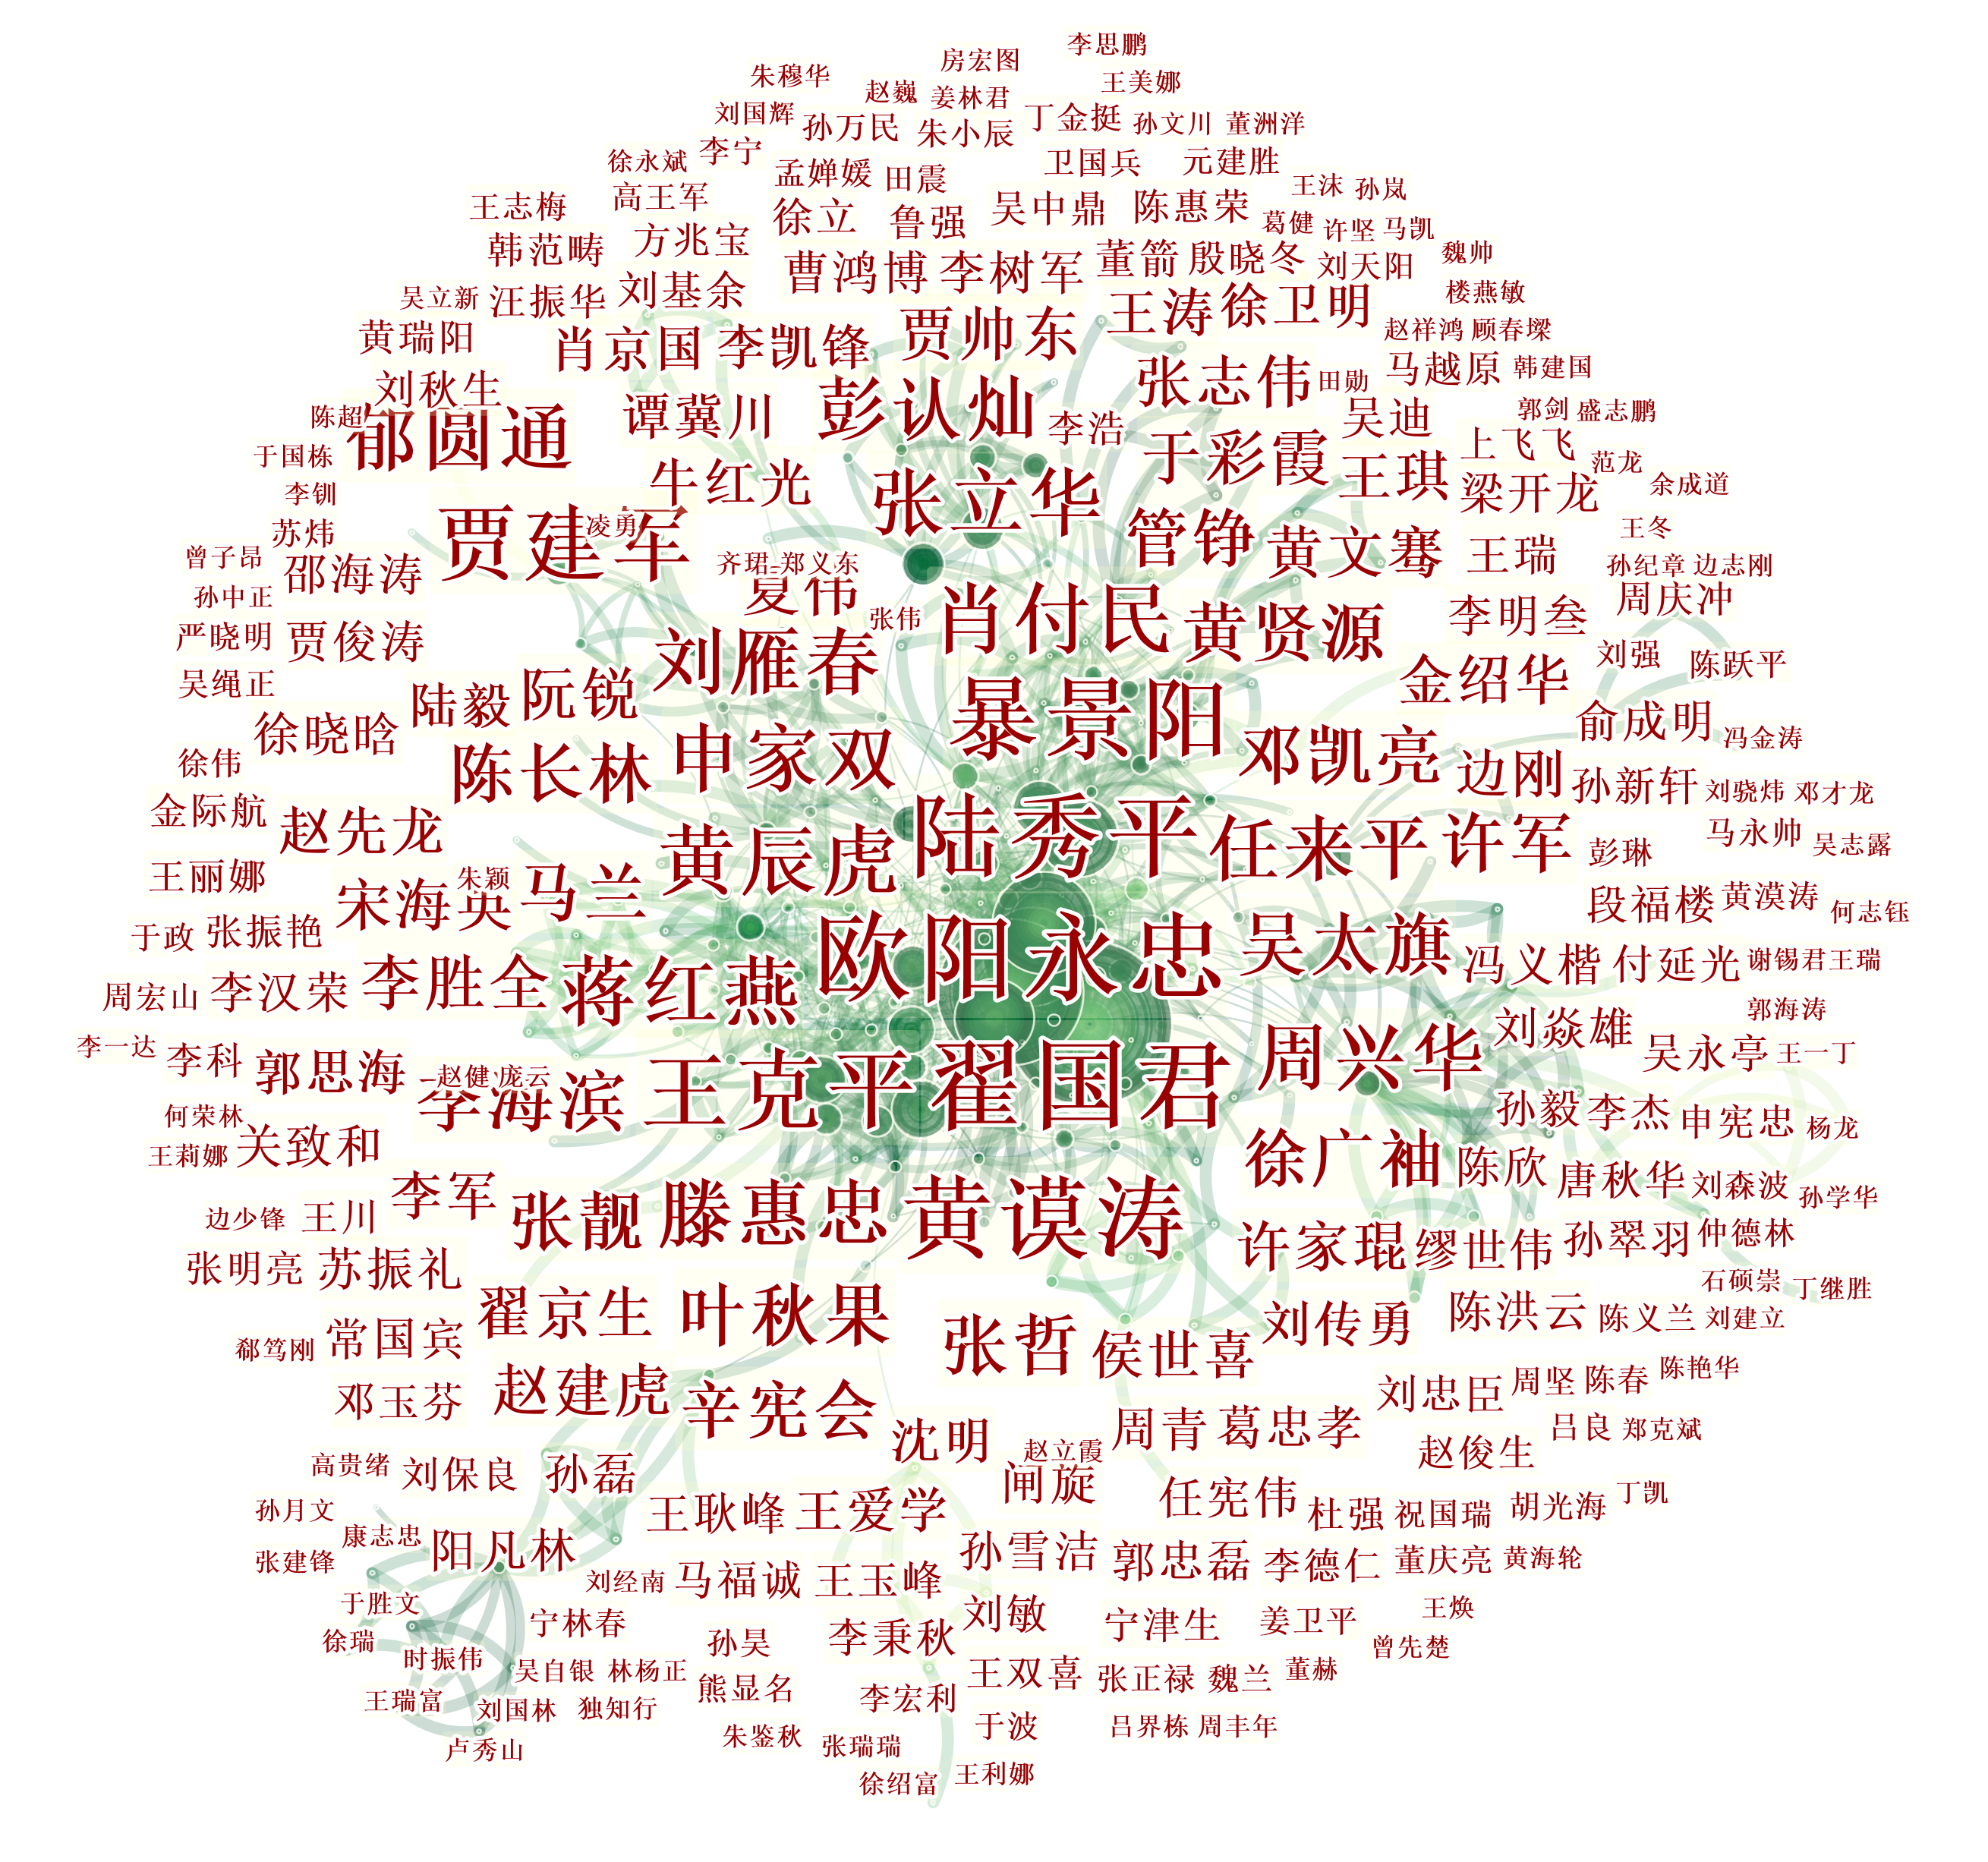 李思鹏
房宏图
朱穆华 王美娜
赵巍 姜林君
刘国辉 孙万民 朱小辰 丁金挺 孙文川 董洲洋
徐永斌 李宁 孟婵媛 田震 卫国兵 元建胜
王志梅 高王军 徐立 鲁强 吴中鼎 陈惠荣 王沫 孙岚
韩范畴 方兆宝 葛健 许坚 马凯
曹鸿博 李树军 董箭 殷晓冬 刘天阳 魏帅
吴立新 汪振华 刘基余 王涛 徐卫明 楼燕敏
黄瑞阳 肖京国 李凯锋 贾帅东 赵祥鸿 顾春墚
刘秋生 张志伟 田勋 马越原 韩建国
陈超 郁圆通 谭冀川 彭认灿 李浩 吴迪 郭剑 盛志鹏
于国栋 牛红光 于彩霞 王琪 上飞飞 范龙
李钏 张立华 梁开龙 余成道
苏炜 贾建军 凌勇 管铮 黄文骞 王瑞 王冬
曾子昂 邵海涛 齐珺 郑义东 孙纪章 边志刚
孙中正 夏伟 张伟 肖付民 黄贤源 李明叁 周庆冲
严晓明 贾俊涛 刘雁春 金绍华 刘强 陈跃平
吴绳正 陆毅 阮锐 暴景阳 俞成明
徐晓晗 陈长林 申家双 邓凯亮 边刚 冯金涛
徐伟 孙新轩 刘骁炜 邓才龙
金际航 赵先龙 黄辰虎 陆秀平 任来平 许军 马永帅 吴志露
王丽娜 宋海英 朱颖 马兰 彭琳
于政 张振艳 欧阳永忠 吴太旗 段福楼 黄漠涛 何志钰
周宏山 李汉荣 李胜全 蒋红燕 冯义楷 付延光 谢锡君 王瑞
李一达 李科 郭思海 赵健 庞云 周兴华 刘焱雄 郭海涛
李海滨 王克平 翟国君 吴永亭 王一丁
何荣林 关致和 孙毅 李杰 申宪忠 杨龙
王莉娜 李军 徐广袖 陈欣 唐秋华 刘森波 孙学华
边少锋 王川 张靓 滕惠忠 黄谟涛
张明亮 苏振礼 许家琨 缪世伟 孙翠羽 仲德林
翟京生 叶秋果 石硕崇 丁继胜
郗笃刚 常国宾 张哲 侯世喜 刘传勇 陈洪云 陈义兰 刘建立
邓玉芬 赵建虎 辛宪会 刘忠臣 周坚 陈春 陈艳华
沈明 赵立霞 周青 葛忠孝 赵俊生 吕良 郑克斌
高贵绪 刘保良 孙磊 闸旋 任宪伟
孙月文 王耿峰 王爱学 杜强 祝国瑞 胡光海 丁凯
张建锋 康志忠 阳凡林 孙雪洁 郭忠磊 李德仁 董庆亮 黄海轮
刘经南 马福诚 王玉峰
于胜文 宁林春 刘敏 宁津生 姜卫平 王焕
徐瑞 时振伟 孙昊 李秉秋 曾先楚
吴自银 林杨正 熊显名 王双喜 张正禄 魏兰 董赫
王瑞富 刘国林 独知行 李宏利
卢秀山 朱鉴秋 张瑞瑞 于波 吕界栋 周丰年
徐绍富 王利娜